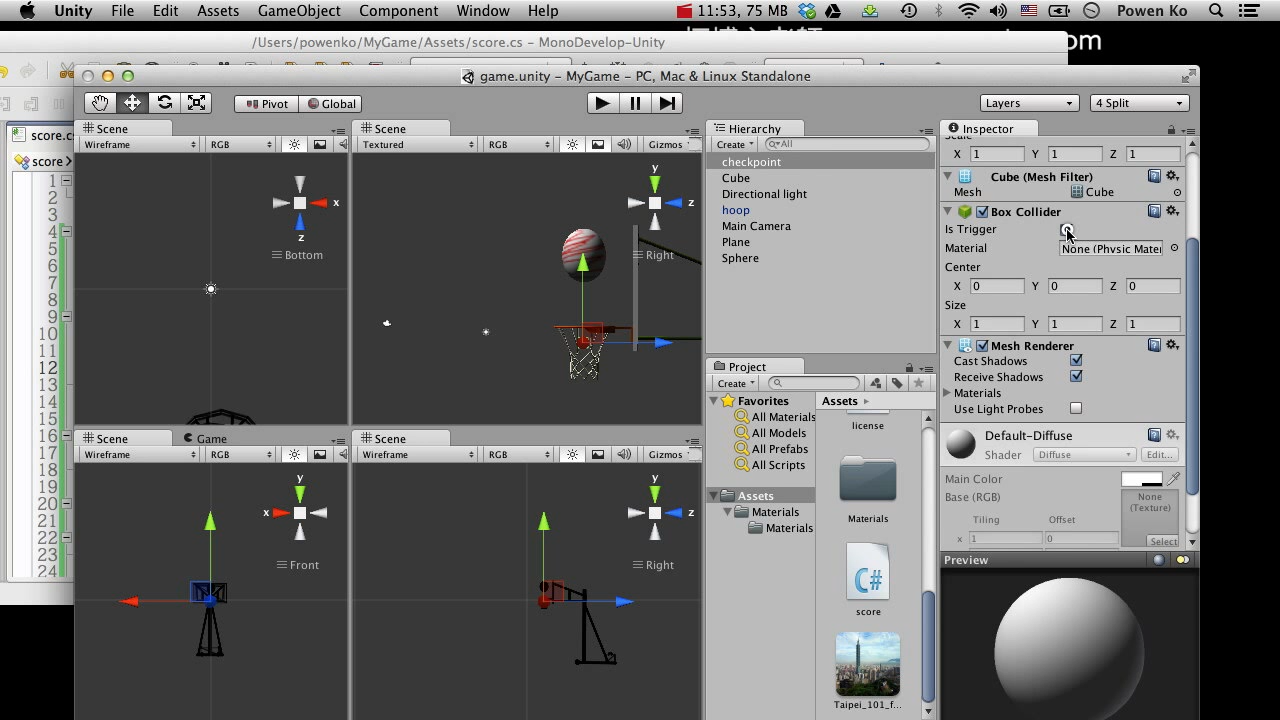 Unity File Edit Assets GameObject Component Window Help 11:53, 75 MB Powen Ko
/Users/powenko/MyGame/Assets/score.cs - MonoDevelop-Unity
om
game.unity - MyGame - PC, Mac & Linux Standalone
Pivot Global Layers 4 Split
score.cs
score
1
2
3
4
5
6
7
8
9
10
11
12
13
14
15
16
17
18
19
20
21
22
23
24
Scene
Wireframe RGB
x
z
Bottom
Scene
Textured RGB Gizmos
y
z
Right
Scene Game
Wireframe RGB
y
x
Front
Scene
Wireframe RGB Gizmos
y
z
Right
Hierarchy
Create All
checkpoint
Cube
Directional light
hoop
Main Camera
Plane
Sphere
Project
Create
Favorites
All Materials
All Models
All Prefabs
All Scripts
Assets
Materials
Materials
Assets
license
Materials
C#
score
Taipei_101_f...
Inspector
Scale
X 1 Y 1 Z 1
Cube (Mesh Filter)
Mesh Cube
Box Collider
Is Trigger
Material None (Physic Mater
Center
X 0 Y 0 Z 0
Size
X 1 Y 1 Z 1
Mesh Renderer
Cast Shadows
Receive Shadows
Materials
Use Light Probes
Default-Diffuse
Shader Diffuse Edit...
Main Color
Base (RGB) None
(Texture)
Tiling Offset
x 1 0 Select
Preview